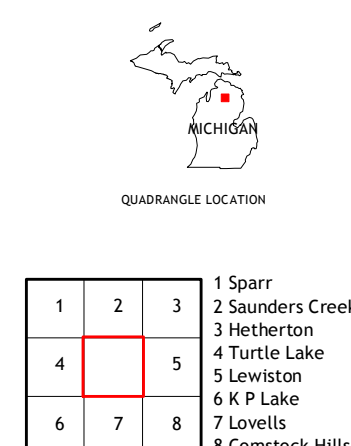 MICHIGAN
QUADRANGLE LOCATION
1 2 3
4 5
6 7 8
1 Sparr
2 Saunders Creek
3 Hetherton
4 Turtle Lake
5 Lewiston
6 K P Lake
7 Lovells
8 Comstock Hills